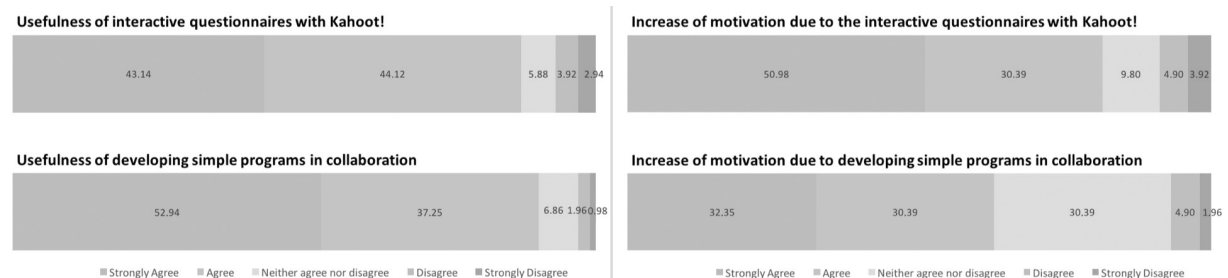 Usefulness of interactive questionnaires with Kahoot!
43.14 44.12 5.88 3.92 2.94
Usefulness of developing simple programs in collaboration
52.94 37.25 6.86 1.96 0.98
Strongly Agree Agree Neither agree nor disagree Disagree Strongly Disagree
Increase of motivation due to the interactive questionnaires with Kahoot!
50.98 30.39 9.80 4.90 3.92
Increase of motivation due to developing simple programs in collaboration
32.35 30.39 30.39 4.90 1.96
Strongly Agree Agree Neither agree nor disagree Disagree Strongly Disagree